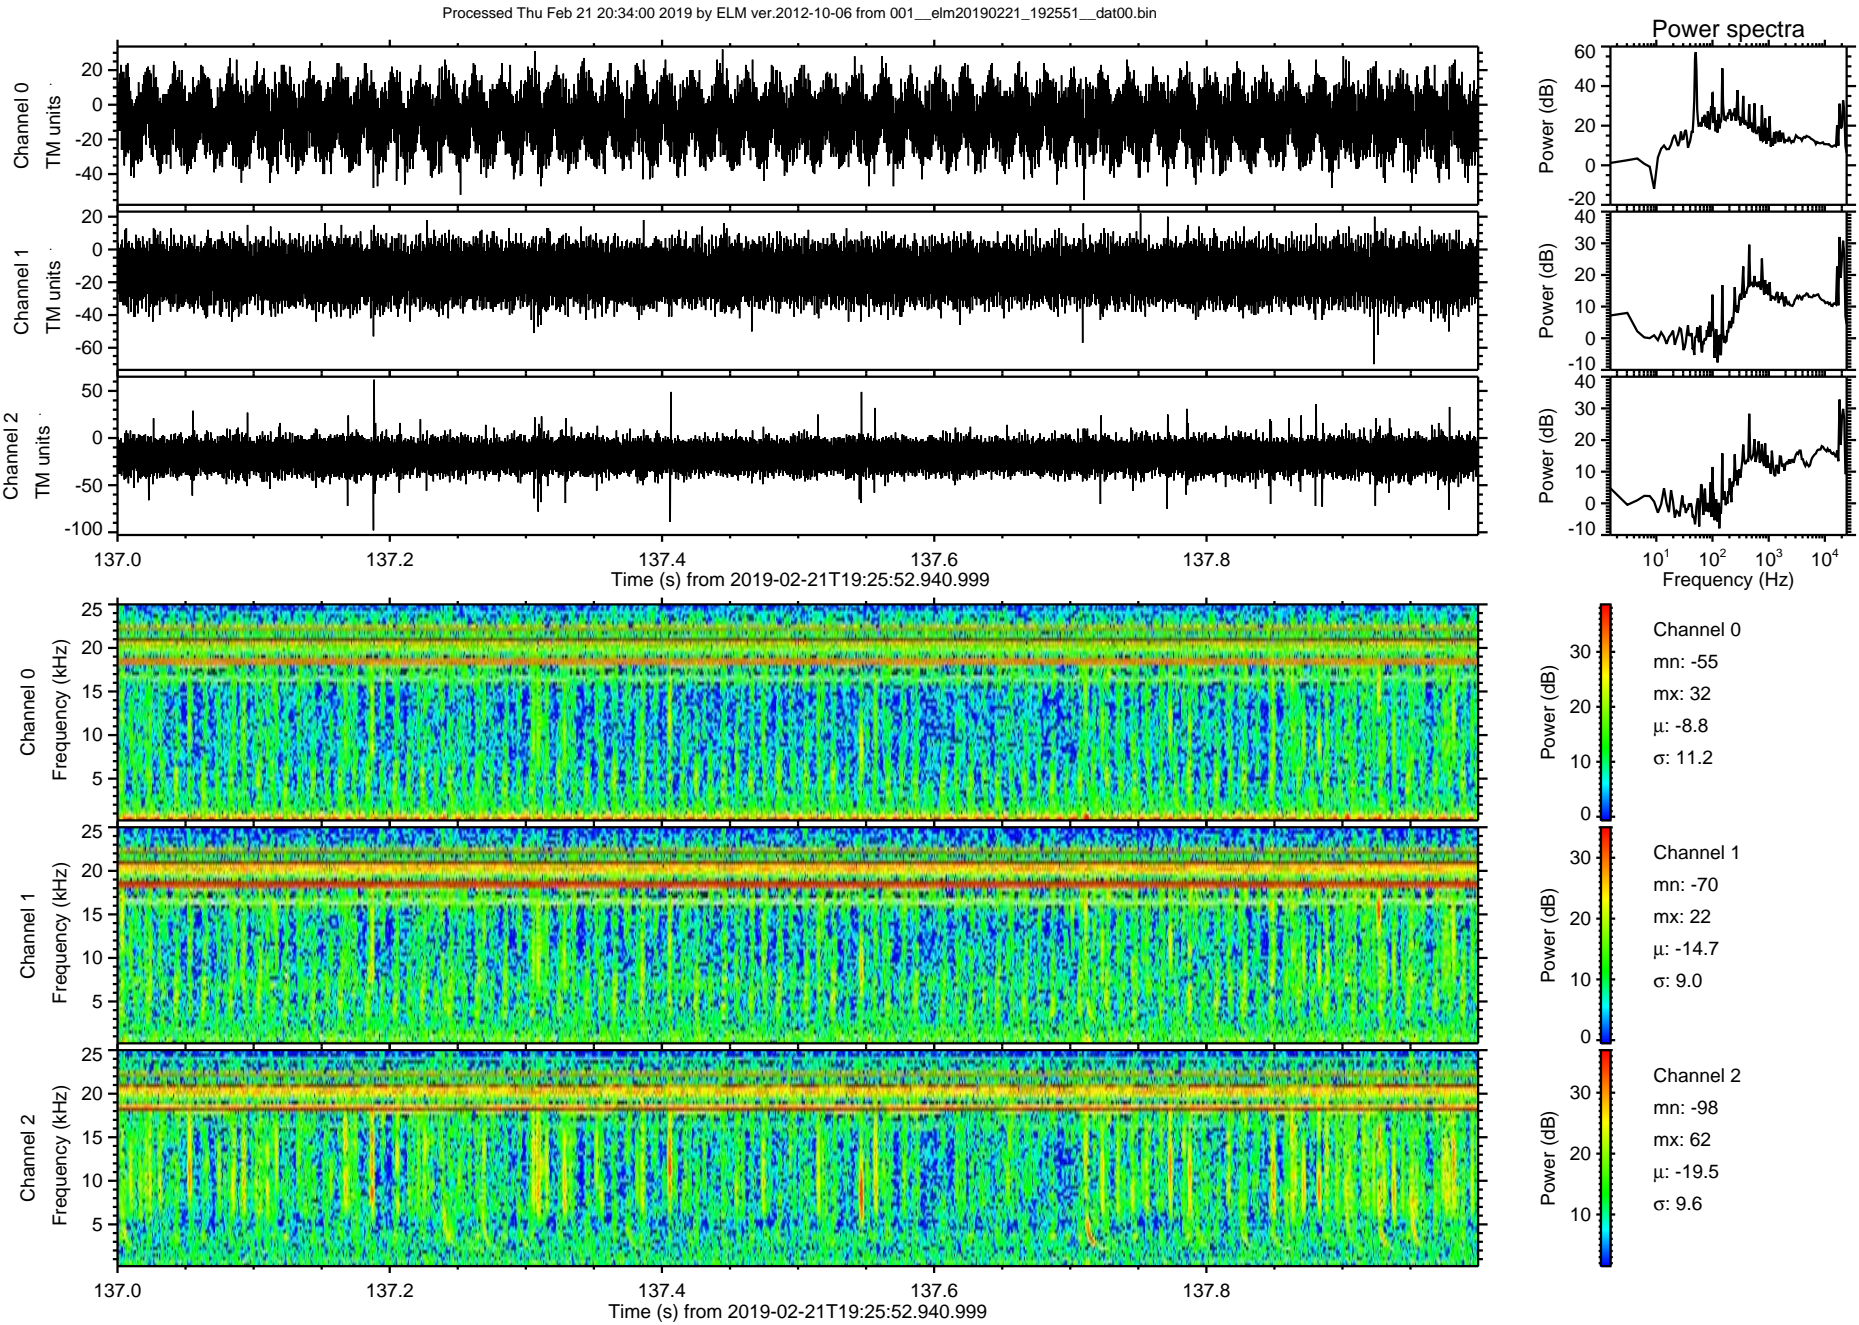 Processed Thu Feb 21 20:34:00 2019 by ELM ver.2012-10-06 from 001__elm20190221_192551__dat00.bin
Power spectra
Channel 0
TM units
20
0
-20
-40
Power (dB)
60
40
20
0
-20
Channel 1
TM units
20
0
-20
-40
-60
Power (dB)
40
30
20
10
0
-10
Channel 2
TM units
50
0
-50
-100
Power (dB)
40
30
20
10
0
-10
137.0 137.2 137.4 137.6 137.8
Time (s) from 2019-02-21T19:25:52.940.999
10^1 10^2 10^3 10^4
Frequency (Hz)
Channel 0
Frequency (kHz)
25
20
15
10
5
Power (dB)
30
20
10
0
Channel 0
mn: -55
mx: 32
μ: -8.8
σ: 11.2
Channel 1
Frequency (kHz)
25
20
15
10
5
Power (dB)
30
20
10
0
Channel 1
mn: -70
mx: 22
μ: -14.7
σ: 9.0
Channel 2
Frequency (kHz)
25
20
15
10
5
Power (dB)
30
20
10
Channel 2
mn: -98
mx: 62
μ: -19.5
σ: 9.6
137.0 137.2 137.4 137.6 137.8
Time (s) from 2019-02-21T19:25:52.940.999